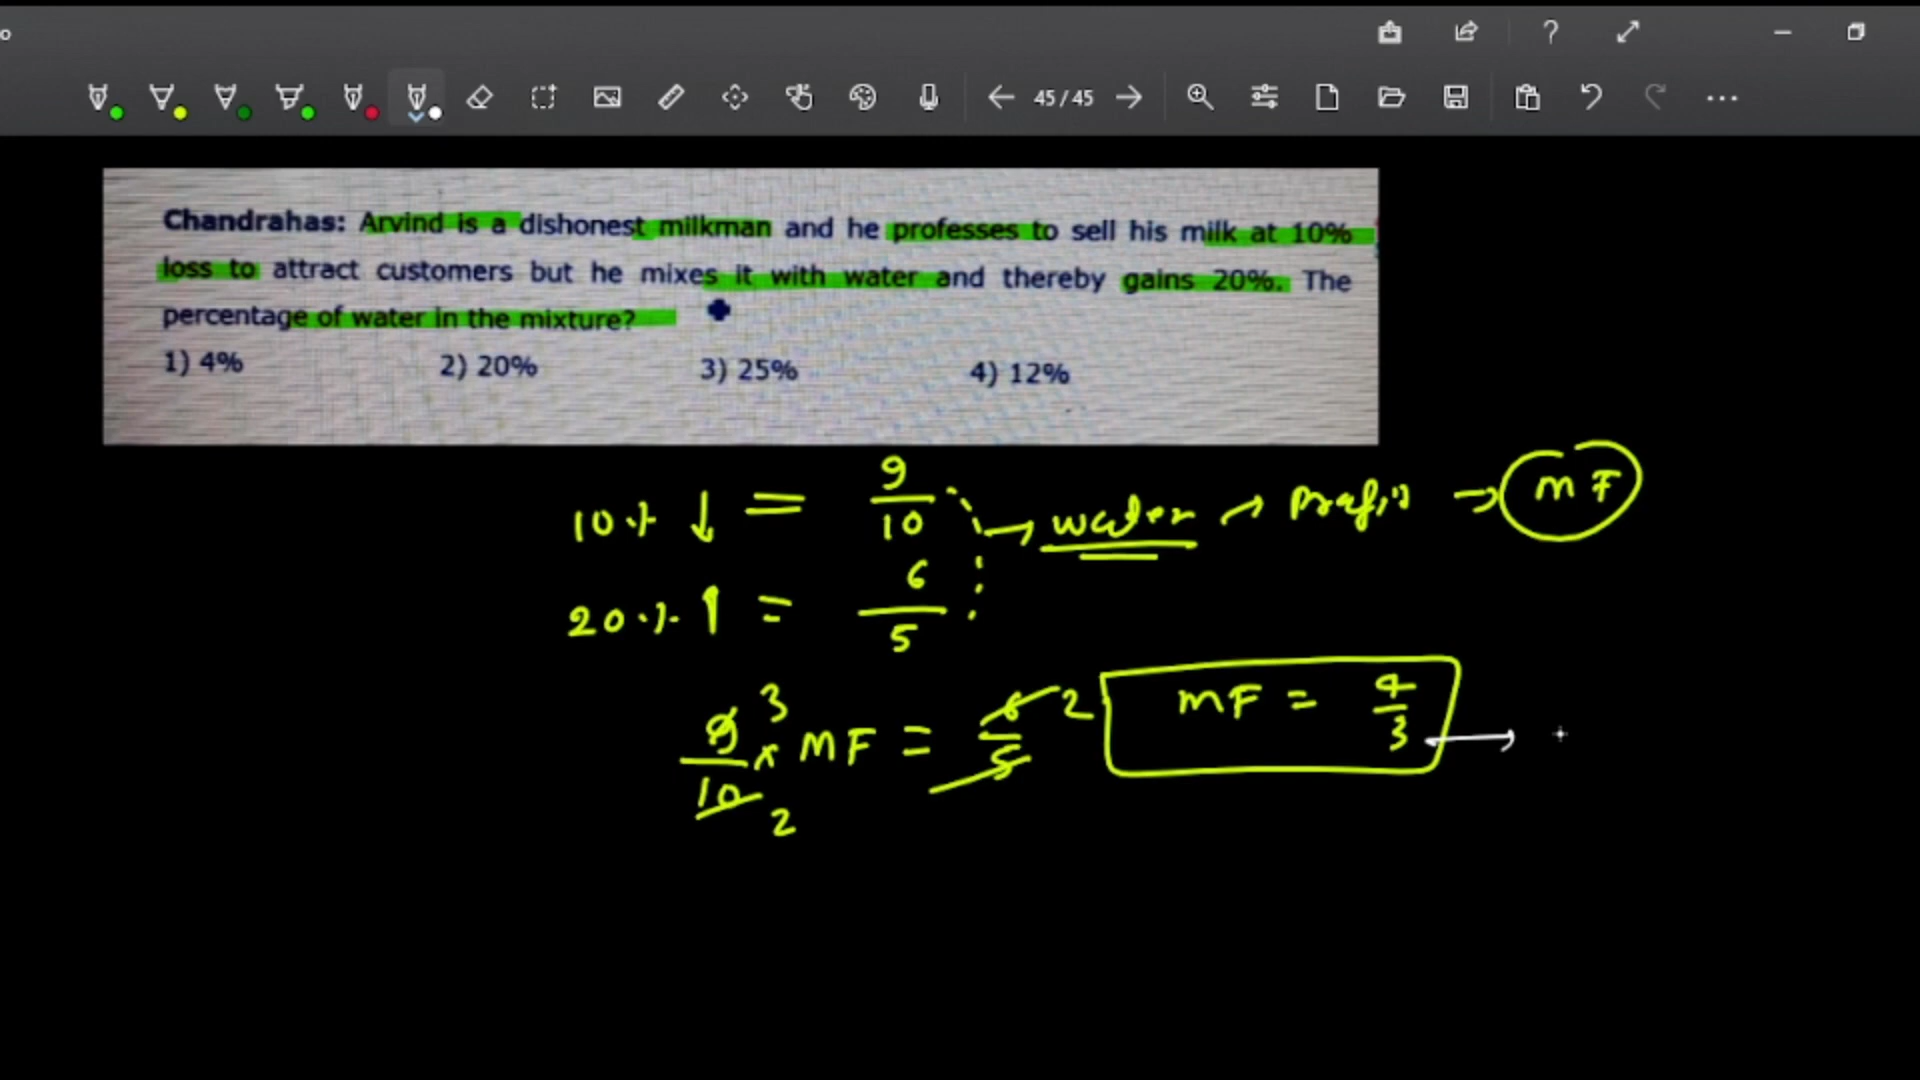 o
45/45
Chandrahas: Arvind is a dishonest milkman and he professes to sell his milk at 10%
loss to attract customers but he mixes it with water and thereby gains 20%. The
percentage of water in the mixture?
1) 4% 2) 20% 3) 25% 4) 12%
10% ↓ = 9/10 → water → Profit → MF
20% ↑ = 6/5
9/10 3 2 × MF = 6/5 2
MF = 4/3 →